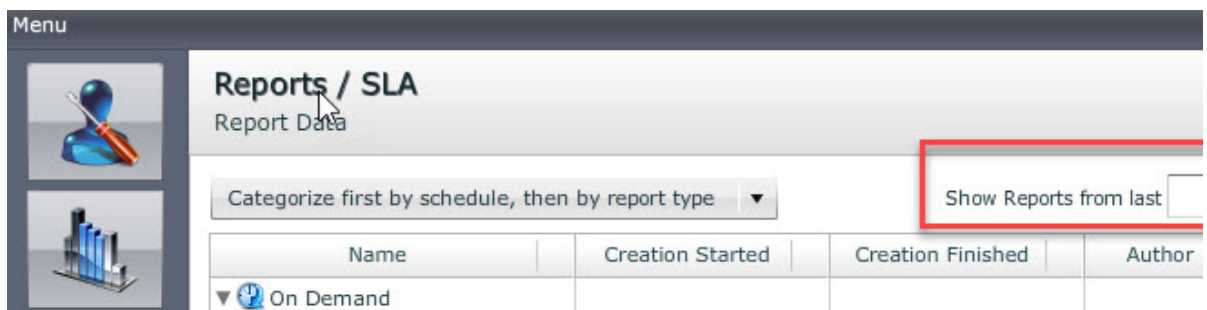 Menu
Reports / SLA
Report Data
Categorize first by schedule, then by report type
Show Reports from last
Name Creation Started Creation Finished Author
On Demand